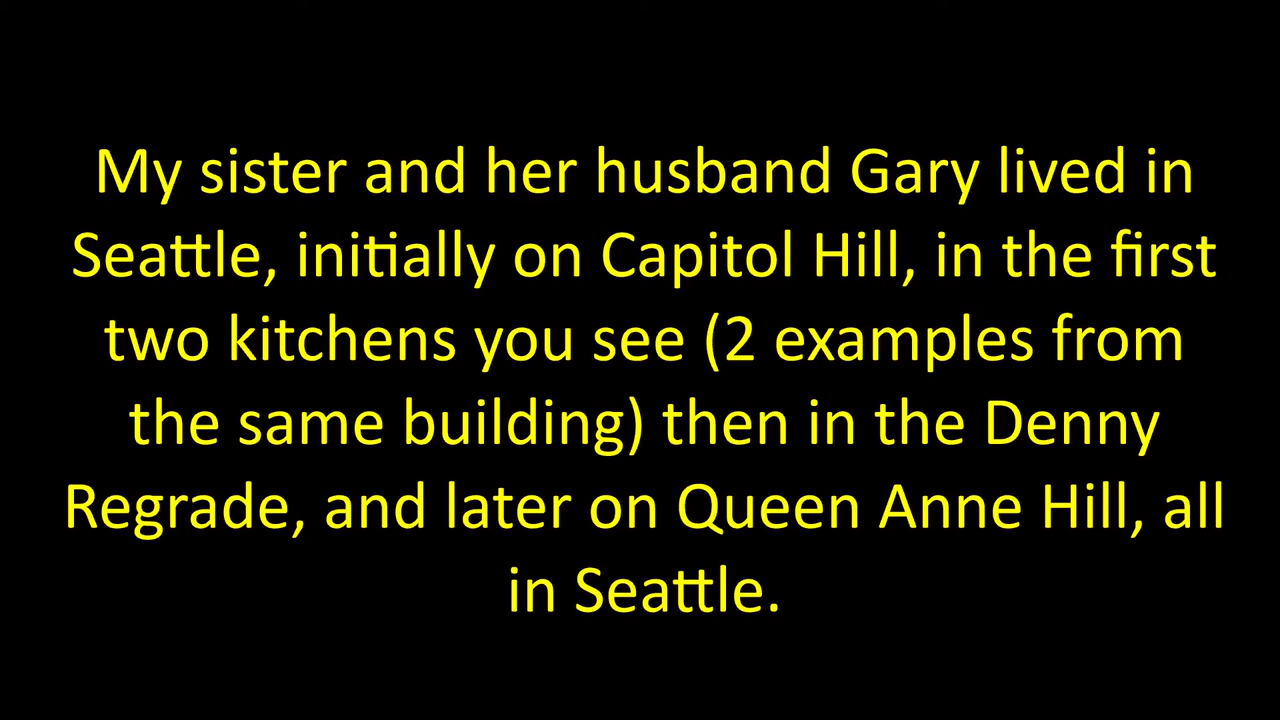 My sister and her husband Gary lived in
Seattle, initially on Capitol Hill, in the first
two kitchens you see (2 examples from
the same building) then in the Denny
Regrade, and later on Queen Anne Hill, all
in Seattle.